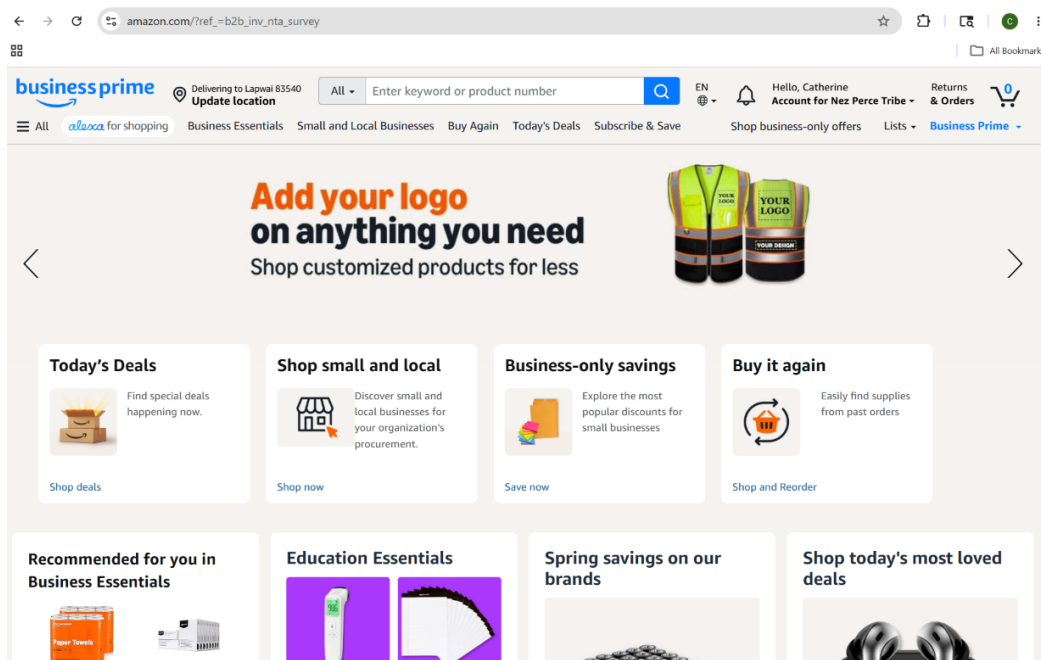 amazon.com/?ref_=b2b_inv_nta_survey
C
All Bookmark
business prime
Delivering to Lapwai 83540
Update location
All
Enter keyword or product number
EN
Hello, Catherine
Account for Nez Perce Tribe
Returns
& Orders
0
All
alexa for shopping
Business Essentials
Small and Local Businesses
Buy Again
Today's Deals
Subscribe & Save
Shop business-only offers
Lists
Business Prime
Add your logo
on anything you need
Shop customized products for less
YOUR
LOGO
YOUR
LOGO
YOUR DESIGN
Today's Deals
Find special deals
happening now.
Shop deals
Shop small and local
Discover small and
local businesses for
your organization's
procurement.
Shop now
Business-only savings
Explore the most
popular discounts for
small businesses
Save now
Buy it again
Easily find supplies
from past orders
Shop and Reorder
Recommended for you in
Business Essentials
Paper Towels
Education Essentials
Spring savings on our
brands
Shop today's most loved
deals